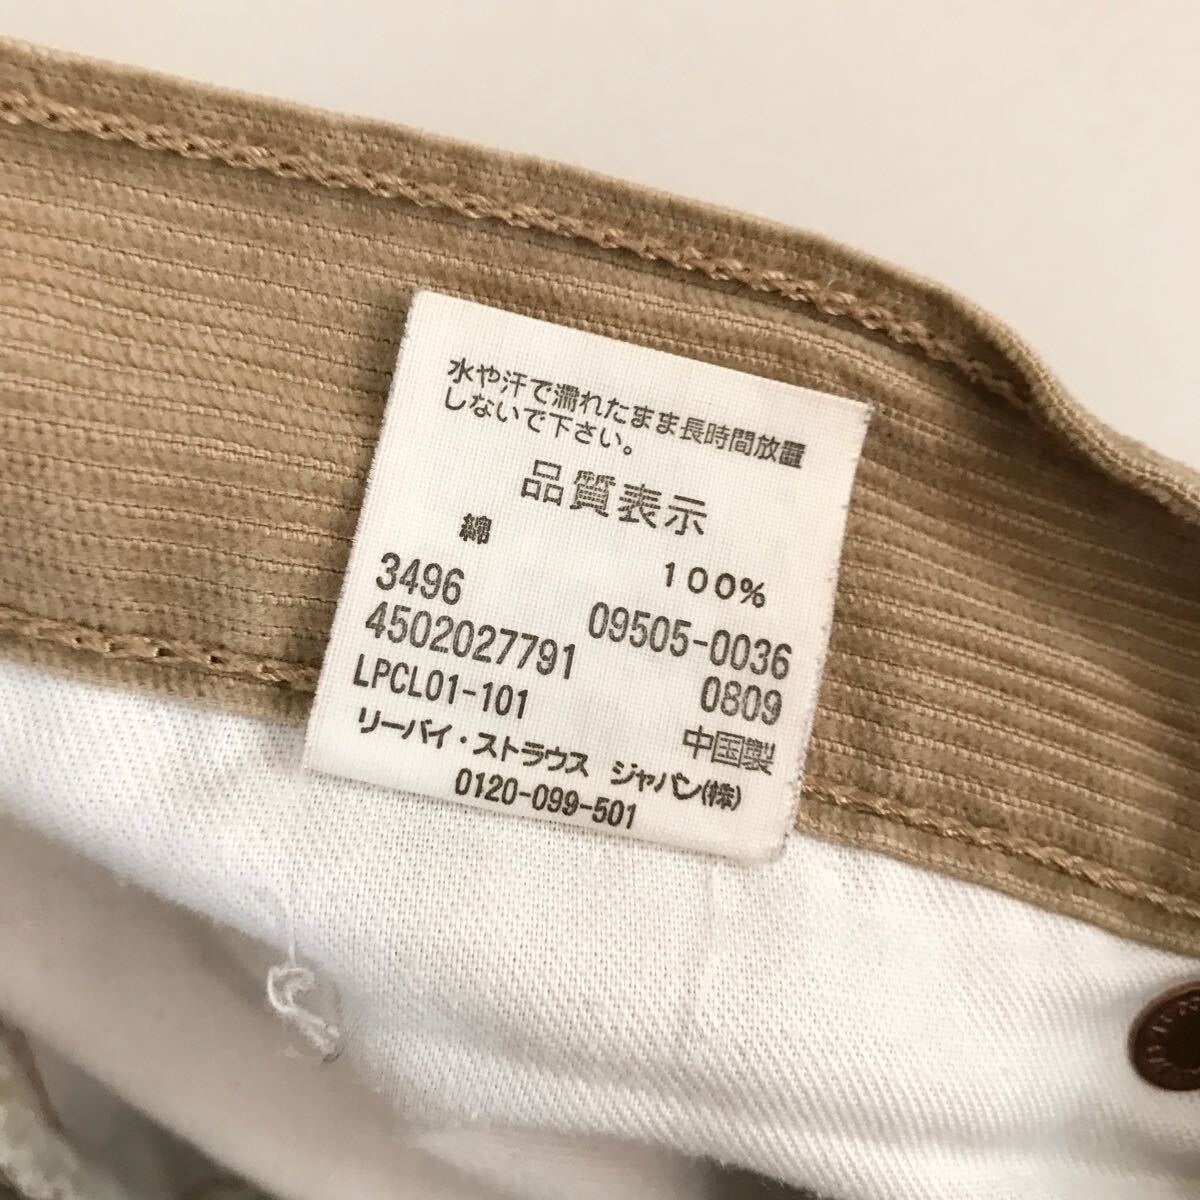 水や汗で濡れたまま長時間放置
しないで下さい。
品質表示
綿 100%
3496 09505-0036
4502027791 0809
LPCL01-101 中国製
リーバイ・ストラウス ジャパン(株)
0120-099-501